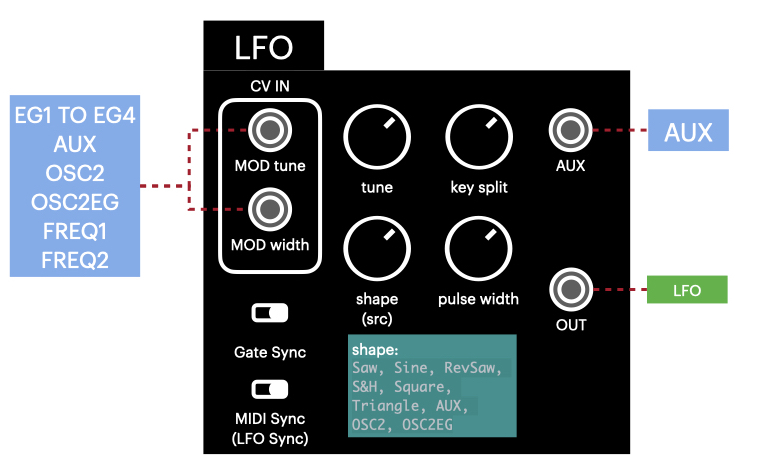 LFO
CV IN
EG1 TO EG4
AUX
OSC2
OSC2EG
FREQ1
FREQ2
MOD tune
MOD width
tune
key split
AUX
AUX
shape
(src)
pulse width
OUT
LFO
Gate Sync
MIDI Sync
(LFO Sync)
shape:
Saw, Sine, RevSaw,
S&H, Square,
Triangle, AUX,
OSC2, OSC2EG